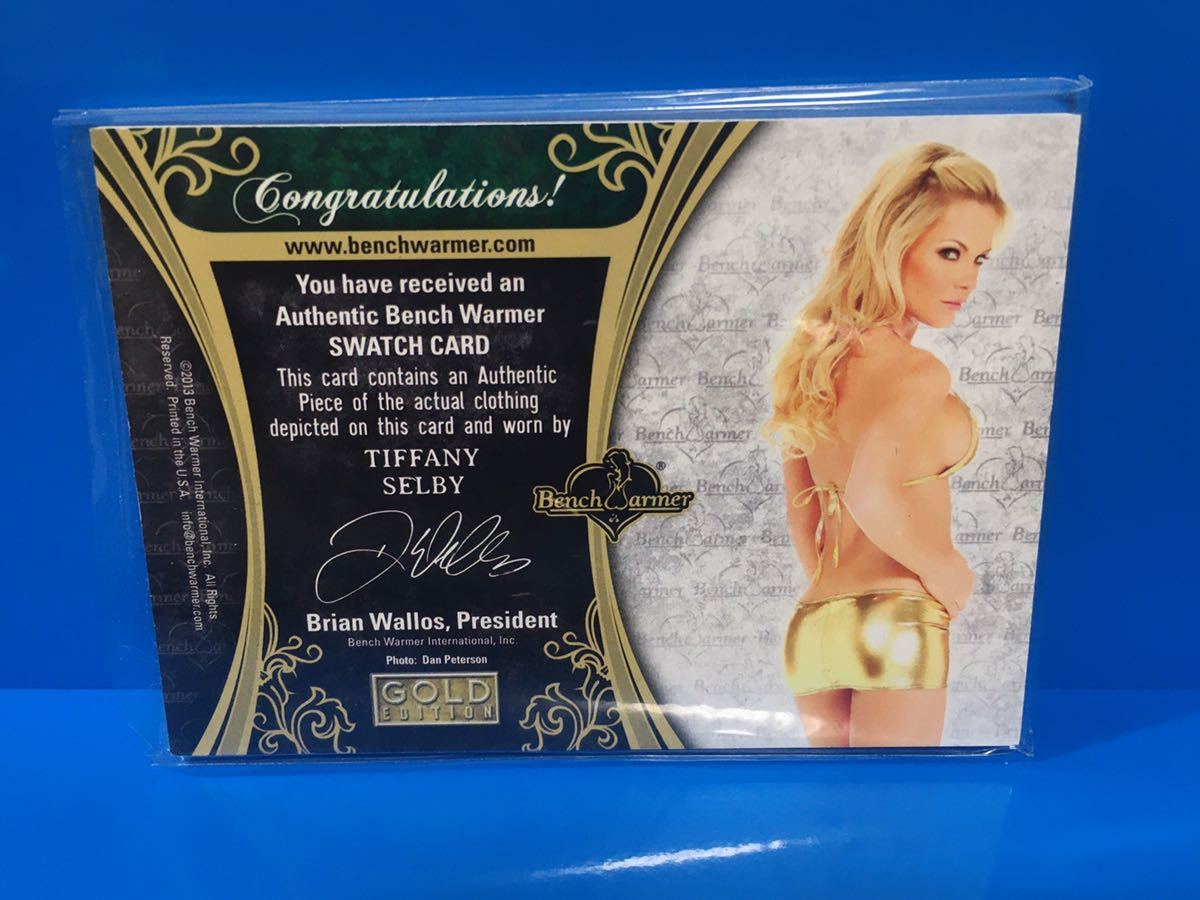 Congratulations!
www.benchwarmer.com
You have received an
Authentic Bench Warmer
SWATCH CARD
This card contains an Authentic
Piece of the actual clothing
depicted on this card and worn by
TIFFANY
SELBY
Brian Wallos, President
Bench Warmer International, Inc.
Photo: Dan Peterson
GOLD
EDITION
©2013 Bench Warmer International, Inc. All Rights
Reserved. Printed in the U.S.A. info@benchwarmer.com
Bench Warmer ®